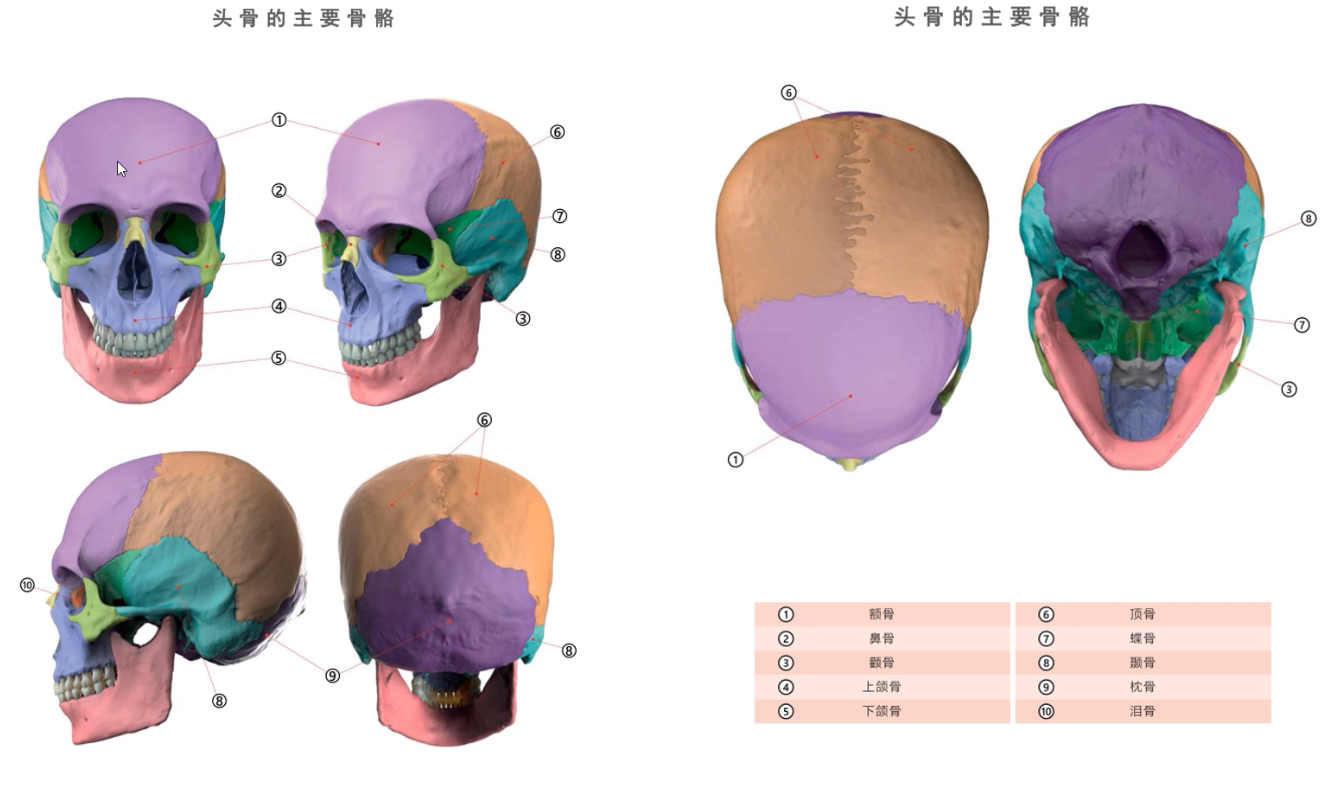 头骨的主要骨骼
①
⑥
②
⑦
⑧
③
④
③
⑤
⑥
⑩
⑧
⑨
⑧
头骨的主要骨骼
⑥
⑧
⑦
③
①
① 额骨 ⑥ 顶骨
② 鼻骨 ⑦ 蝶骨
③ 颧骨 ⑧ 颞骨
④ 上颌骨 ⑨ 枕骨
⑤ 下颌骨 ⑩ 泪骨